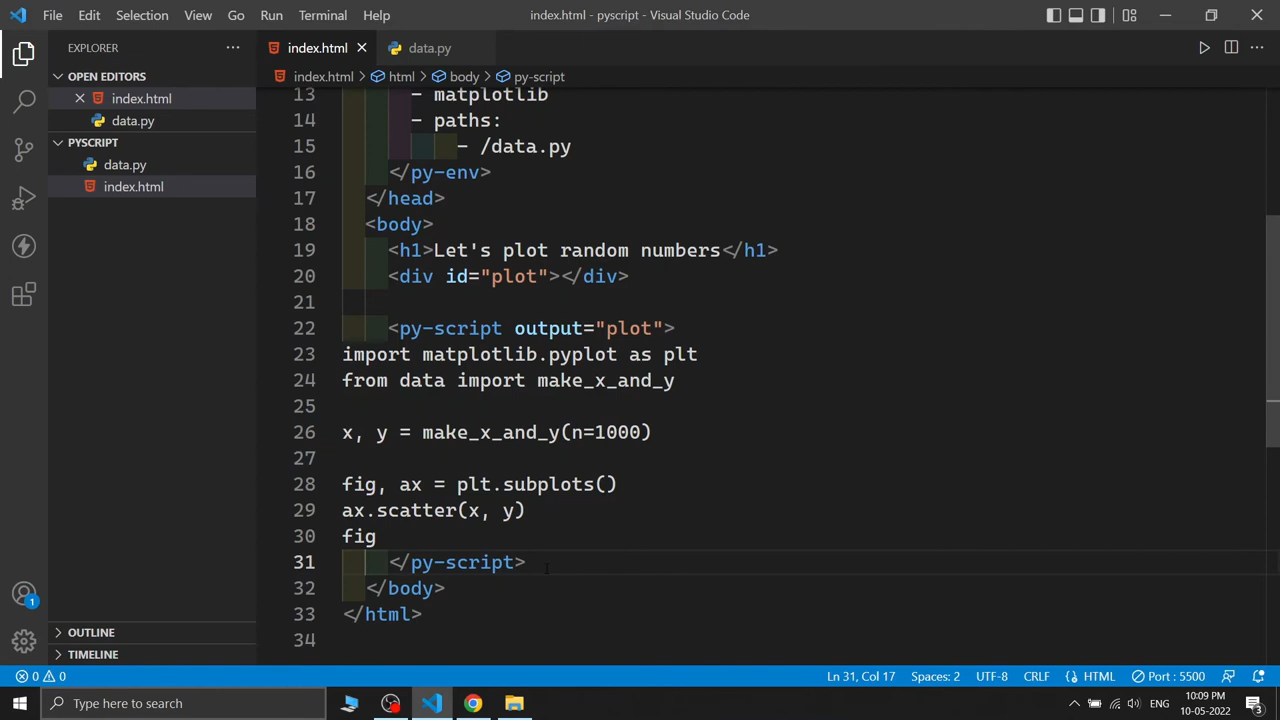 File Edit Selection View Go Run Terminal Help index.html - pyscript - Visual Studio Code
EXPLORER ···
OPEN EDITORS
index.html
data.py
PYSCRIPT
data.py
index.html
OUTLINE
TIMELINE
index.html data.py
index.html > html > body > py-script
13 - matplotlib
14 - paths:
15 - /data.py
16 </py-env>
17 </head>
18 <body>
19 <h1>Let's plot random numbers</h1>
20 <div id="plot"></div>
21
22 <py-script output="plot">
23 import matplotlib.pyplot as plt
24 from data import make_x_and_y
25
26 x, y = make_x_and_y(n=1000)
27
28 fig, ax = plt.subplots()
29 ax.scatter(x, y)
30 fig
31 </py-script>
32 </body>
33 </html>
34
1
0 0 Ln 31, Col 17 Spaces: 2 UTF-8 CRLF HTML Port : 5500
Type here to search
10:09 PM
10-05-2022
3